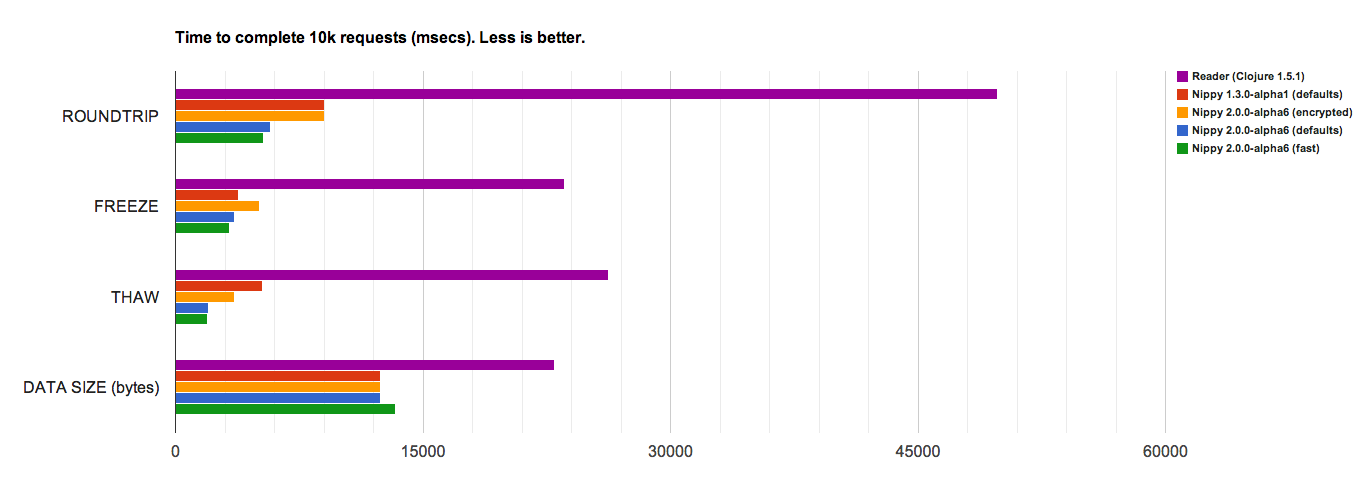 Time to complete 10k requests (msecs). Less is better.
Reader (Clojure 1.5.1)
Nippy 1.3.0-alpha1 (defaults)
Nippy 2.0.0-alpha6 (encrypted)
Nippy 2.0.0-alpha6 (defaults)
Nippy 2.0.0-alpha6 (fast)
ROUNDTRIP
FREEZE
THAW
DATA SIZE (bytes)
0 15000 30000 45000 60000